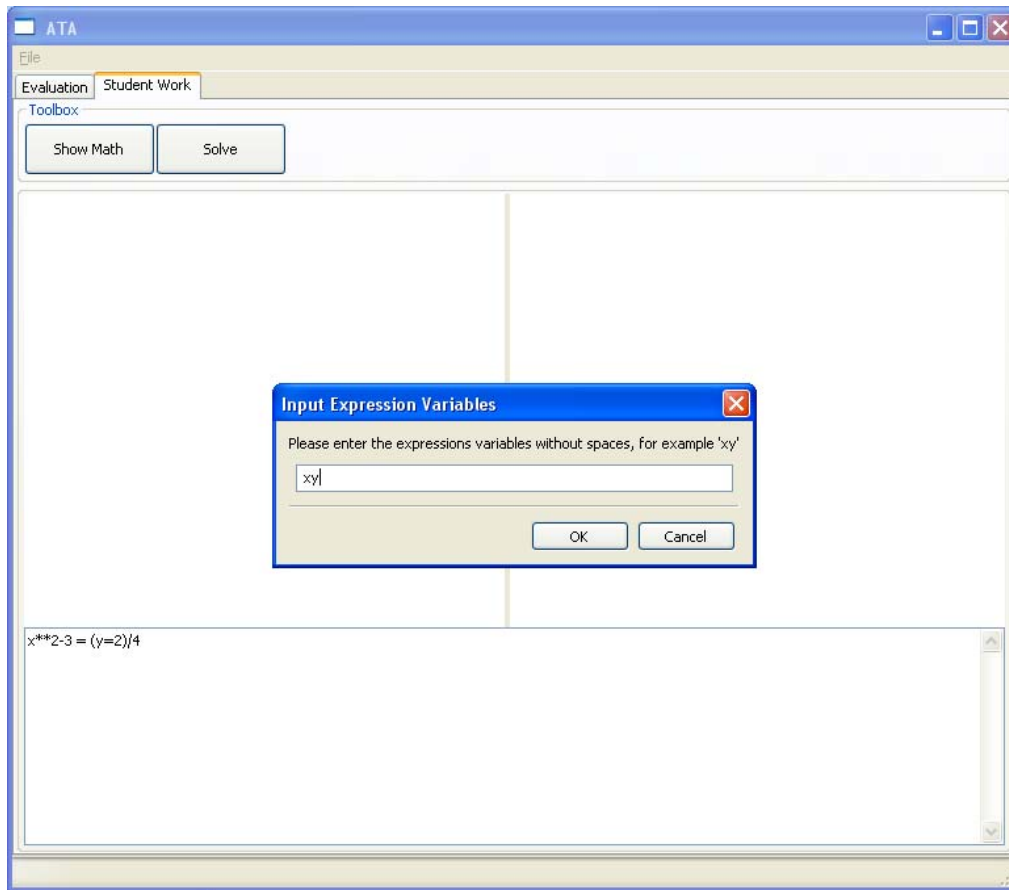 ATA
File
Evaluation Student Work
Toolbox
Show Math Solve
Input Expression Variables
Please enter the expressions variables without spaces, for example 'xy'
xy
OK Cancel
x**2-3 = (y=2)/4